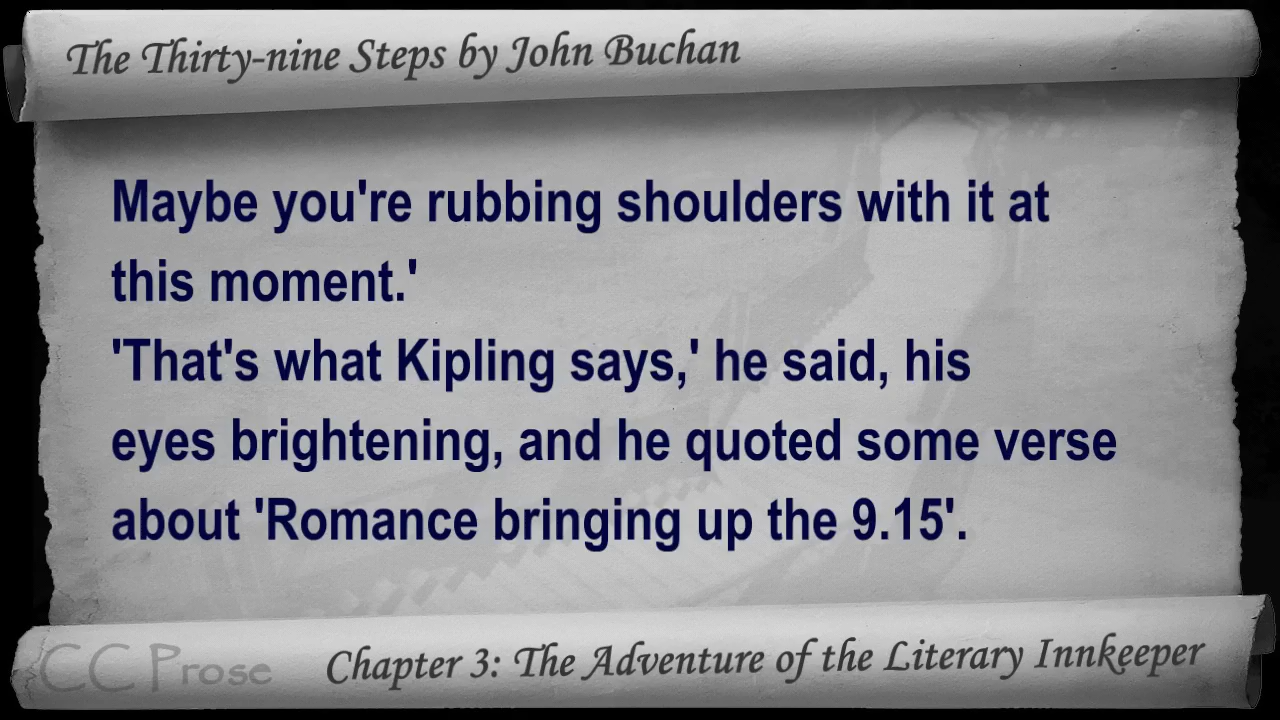 The Thirty-nine Steps by John Buchan
Maybe you're rubbing shoulders with it at
this moment.'
'That's what Kipling says,' he said, his
eyes brightening, and he quoted some verse
about 'Romance bringing up the 9.15'.
CC Prose
Chapter 3: The Adventure of the Literary Innkeeper